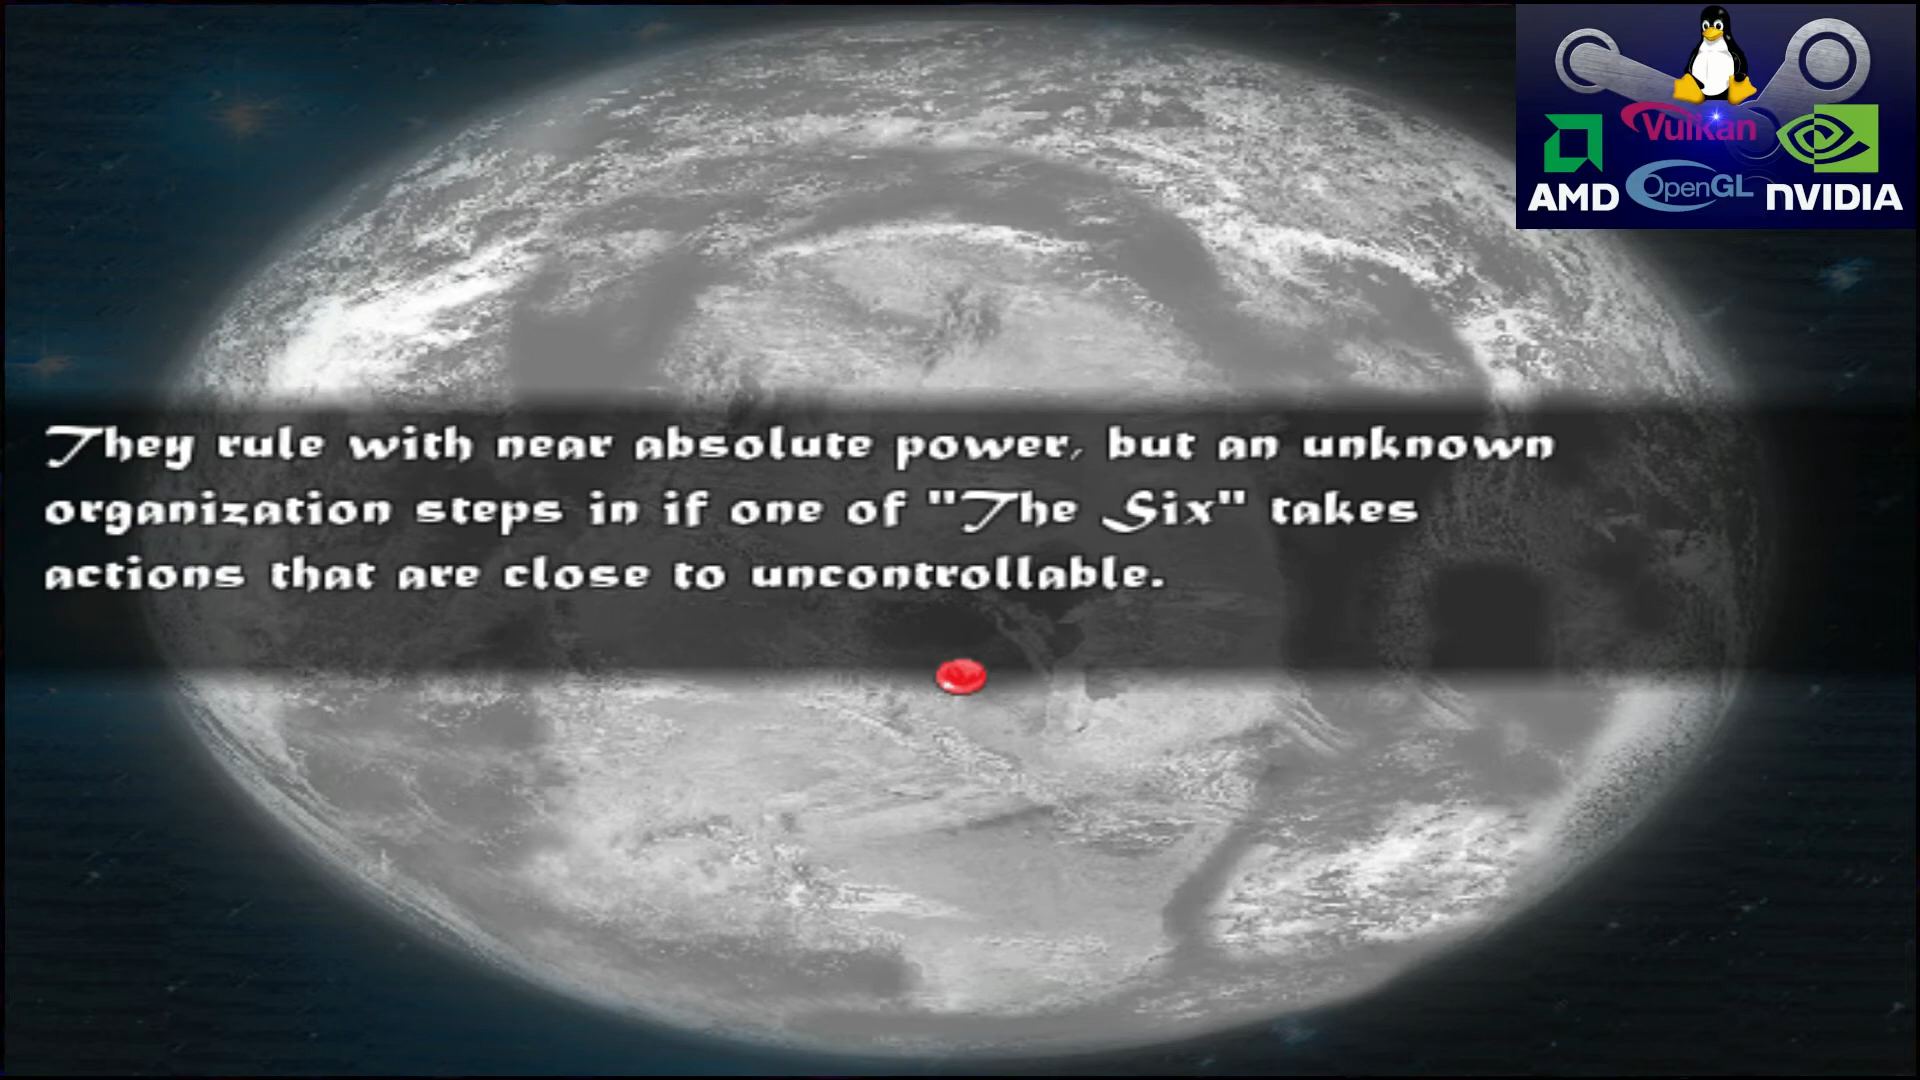 They rule with near absolute power, but an unknown
organization steps in if one of "The Six" takes
actions that are close to uncontrollable.
Vulkan
OpenGL
AMD
NVIDIA